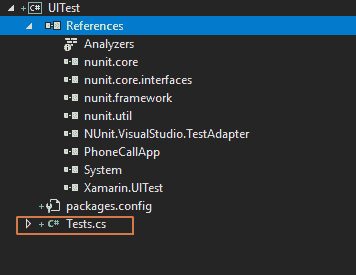 C# UITest
References
Analyzers
nunit.core
nunit.core.interfaces
nunit.framework
nunit.util
NUnit.VisualStudio.TestAdapter
PhoneCallApp
System
Xamarin.UITest
packages.config
C# Tests.cs